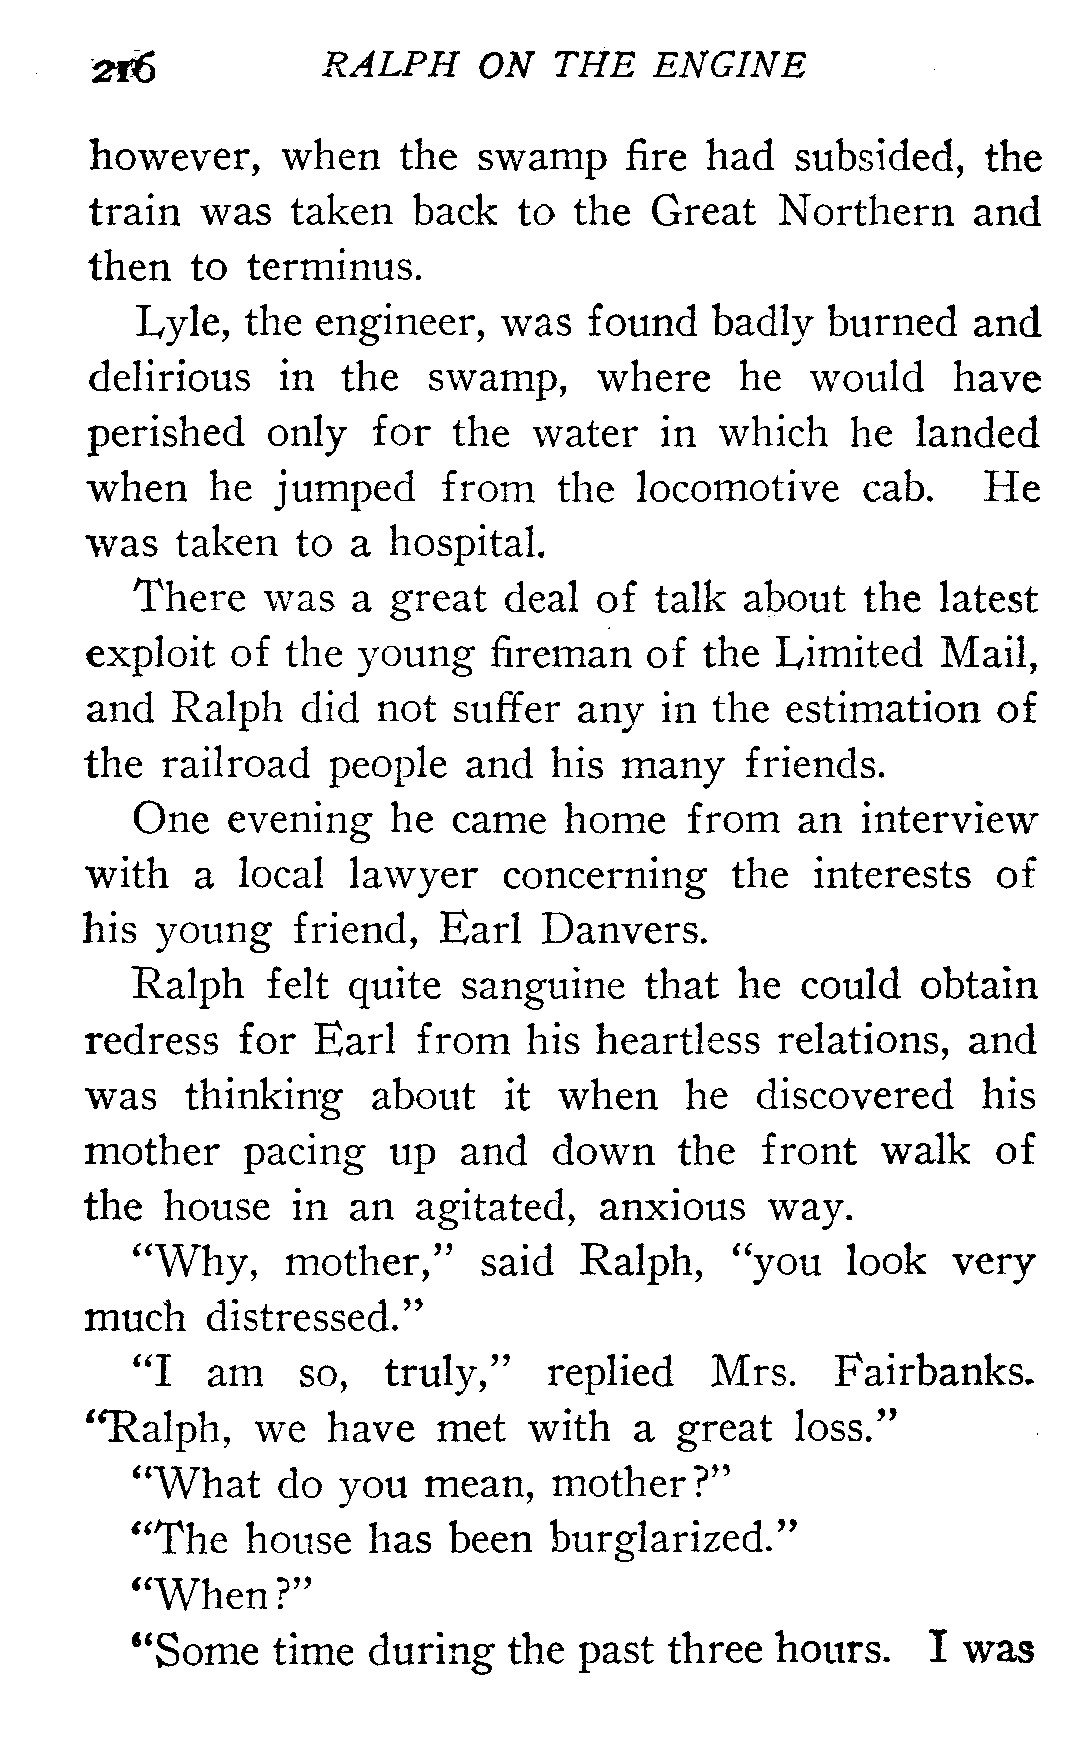 216 RALPH ON THE ENGINE
however, when the swamp fire had subsided, the
train was taken back to the Great Northern and
then to terminus.
Lyle, the engineer, was found badly burned and
delirious in the swamp, where he would have
perished only for the water in which he landed
when he jumped from the locomotive cab. He
was taken to a hospital.
There was a great deal of talk about the latest
exploit of the young fireman of the Limited Mail,
and Ralph did not suffer any in the estimation of
the railroad people and his many friends.
One evening he came home from an interview
with a local lawyer concerning the interests of
his young friend, Earl Danvers.
Ralph felt quite sanguine that he could obtain
redress for Earl from his heartless relations, and
was thinking about it when he discovered his
mother pacing up and down the front walk of
the house in an agitated, anxious way.
“Why, mother,” said Ralph, “you look very
much distressed.”
“I am so, truly,” replied Mrs. Fairbanks.
“Ralph, we have met with a great loss.”
“What do you mean, mother?”
“The house has been burglarized.”
“When?”
“Some time during the past three hours. I was